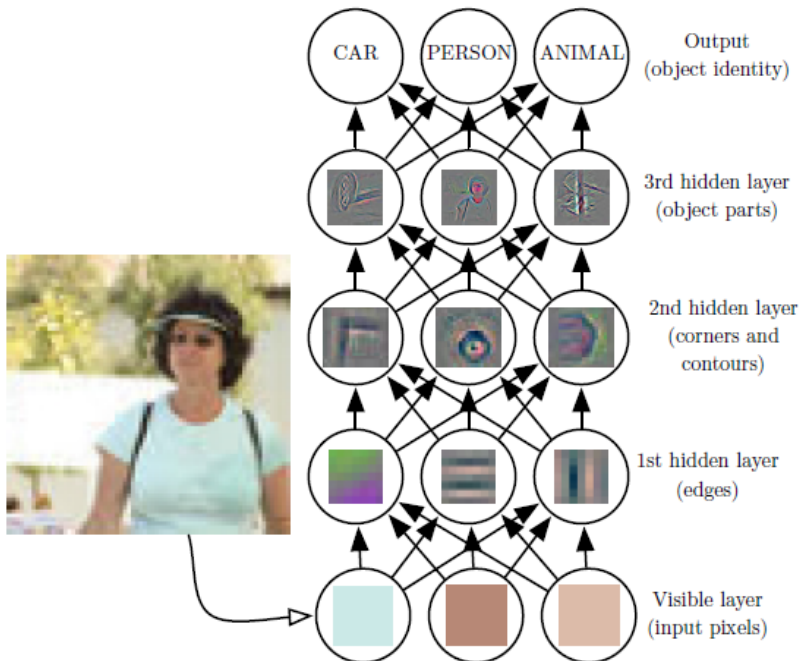 CAR
PERSON
ANIMAL
Output
(object identity)
3rd hidden layer
(object parts)
2nd hidden layer
(corners and
contours)
1st hidden layer
(edges)
Visible layer
(input pixels)